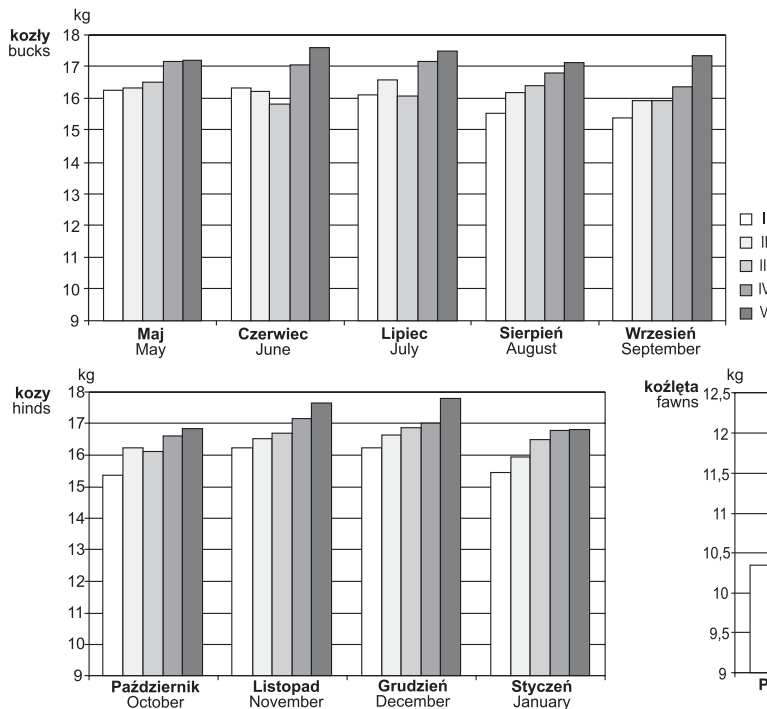 kg
kozły
bucks
18
17
16
15
14
13
12
11
10
9
Maj
May
Czerwiec
June
Lipiec
July
Sierpień
August
Wrzesień
September
I
II
II
IV
V
kg
kozy
hinds
18
17
16
15
14
13
12
11
10
9
Październik
October
Listopad
November
Grudzień
December
Styczeń
January
kg
koźlęta
fawns
12,5
12
11,5
11
10,5
10
9,5
9
P